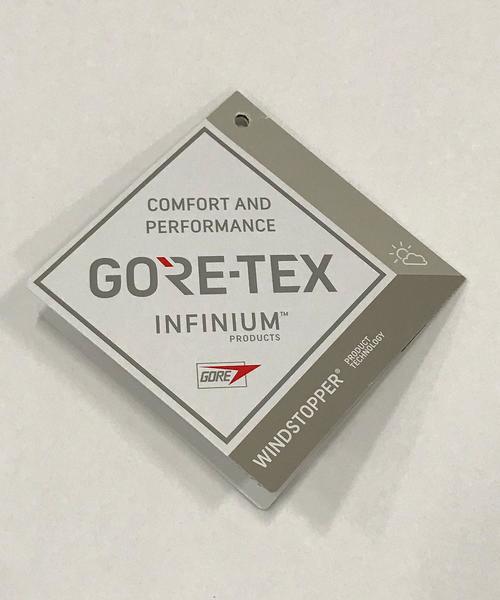 COMFORT AND
PERFORMANCE
GORE-TEX
INFINIUM™
PRODUCTS
GORE
WINDSTOPPER®
PRODUCT
TECHNOLOGY